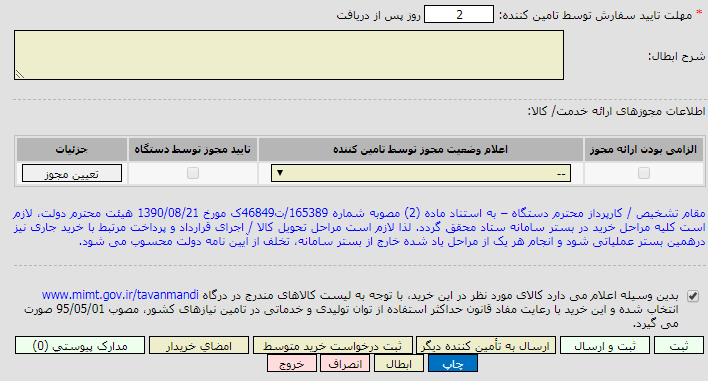 * مهلت تایید سفارش توسط تامین کننده: 2 روز پس از دریافت
شرح ابطال:
اطلاعات مجوزهای ارائه خدمت/ کالا:
الزامی بودن ارائه مجوز اعلام وضعیت مجوز توسط تامین کننده تایید مجوز توسط دستگاه جزئیات
-- تعیین مجوز
مقام تشخیص / کارپرداز محترم دستگاه – به استناد ماده (2) مصوبه شماره 165389/ت46849ک مورخ 1390/08/21 هیئت محترم دولت، لازم
است کلیه مراحل خرید در بستر سامانه ستاد محقق گردد. لذا لازم است مراحل تحویل کالا / اجرای قرارداد و پرداخت مرتبط با خرید جاری نیز
درهمین بستر عملیاتی شود و انجام هر یک از مراحل یاد شده خارج از بستر سامانه، تخلف از آیین نامه دولت محسوب می شود.
بدین وسیله اعلام می دارد کالای مورد نظر در این خرید، با توجه به لیست کالاهای مندرج در درگاه www.mimt.gov.ir/tavanmandi
انتخاب شده و این خرید با رعایت مفاد قانون حداکثر استفاده از توان تولیدی و خدماتی در تامین نیازهای کشور، مصوب 95/05/01 صورت
می گیرد.
ثبت ثبت و ارسال ارسال به تأمین کننده دیگر ثبت درخواست خرید متوسط امضاي خریدار مدارک پیوستي (0)
چاپ ابطال انصراف خروج